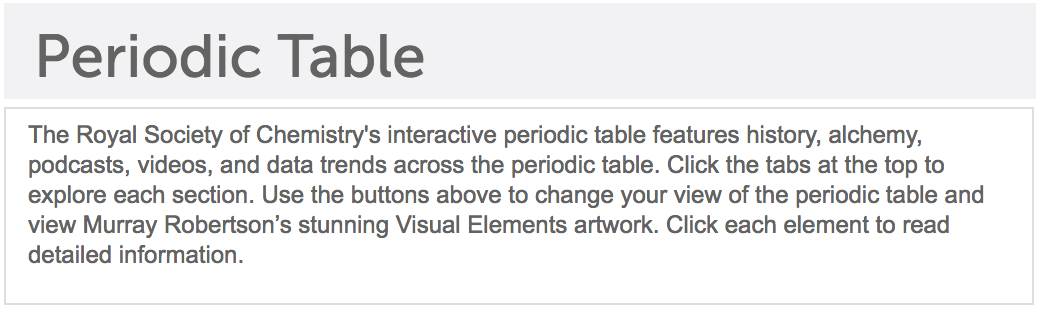 Periodic Table
The Royal Society of Chemistry's interactive periodic table features history, alchemy,
podcasts, videos, and data trends across the periodic table. Click the tabs at the top to
explore each section. Use the buttons above to change your view of the periodic table and
view Murray Robertson’s stunning Visual Elements artwork. Click each element to read
detailed information.